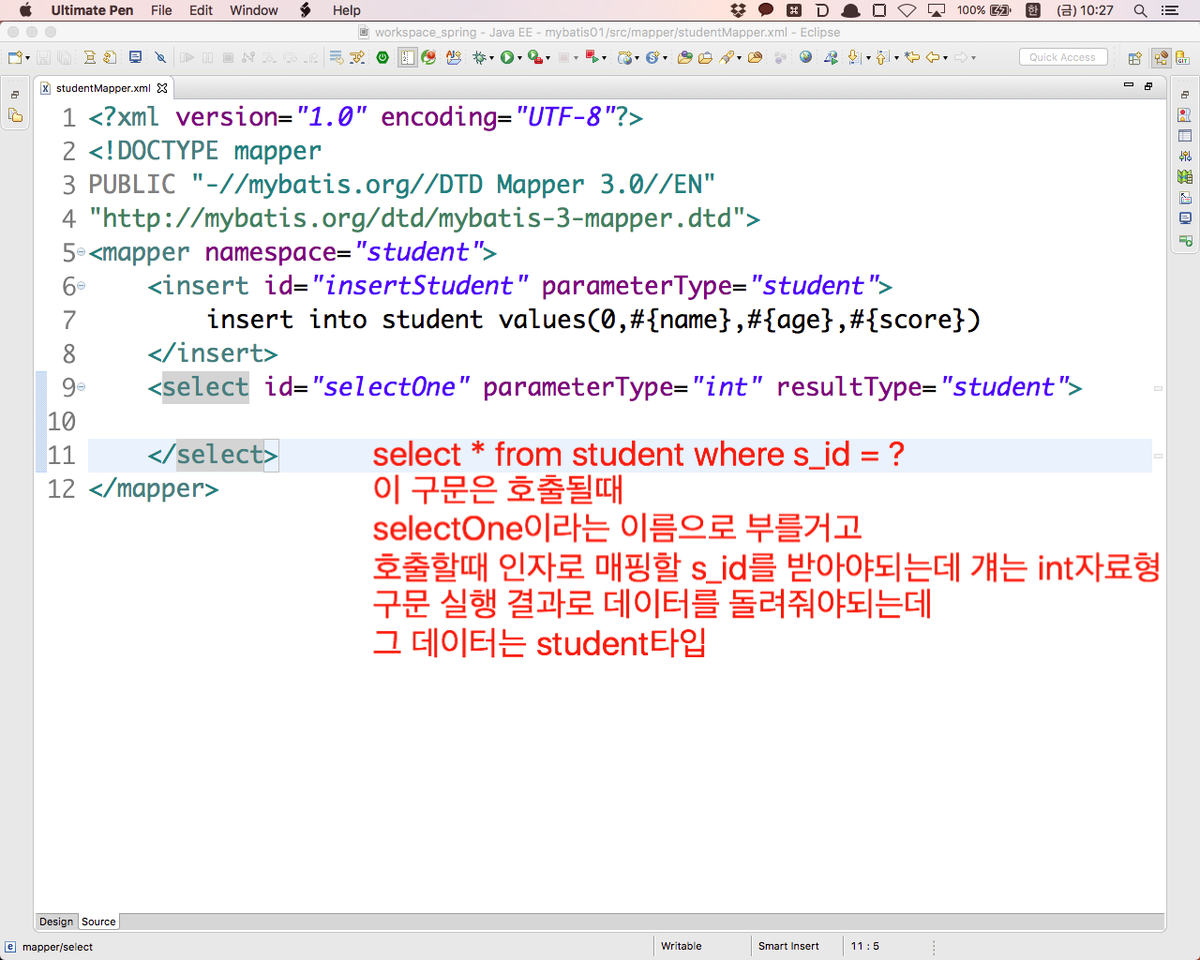 Ultimate Pen File Edit Window Help 100% 한 (금) 10:27
workspace_spring - Java EE - mybatis01/src/mapper/studentMapper.xml - Eclipse
Quick Access
studentMapper.xml
1 <?xml version="1.0" encoding="UTF-8"?>
2 <!DOCTYPE mapper
3 PUBLIC "-//mybatis.org//DTD Mapper 3.0//EN"
4 "http://mybatis.org/dtd/mybatis-3-mapper.dtd">
5 <mapper namespace="student">
6 <insert id="insertStudent" parameterType="student">
7 insert into student values(0,#{name},#{age},#{score})
8 </insert>
9 <select id="selectOne" parameterType="int" resultType="student">
10
11 </select> select * from student where s_id = ?
12 </mapper> 이 구문은 호출될때
selectOne이라는 이름으로 부를거고
호출할때 인자로 매핑할 s_id를 받아야되는데 걔는 int자료형
구문 실행 결과로 데이터를 돌려줘야되는데
그 데이터는 student타입
Design Source
mapper/select Writable Smart Insert 11 : 5